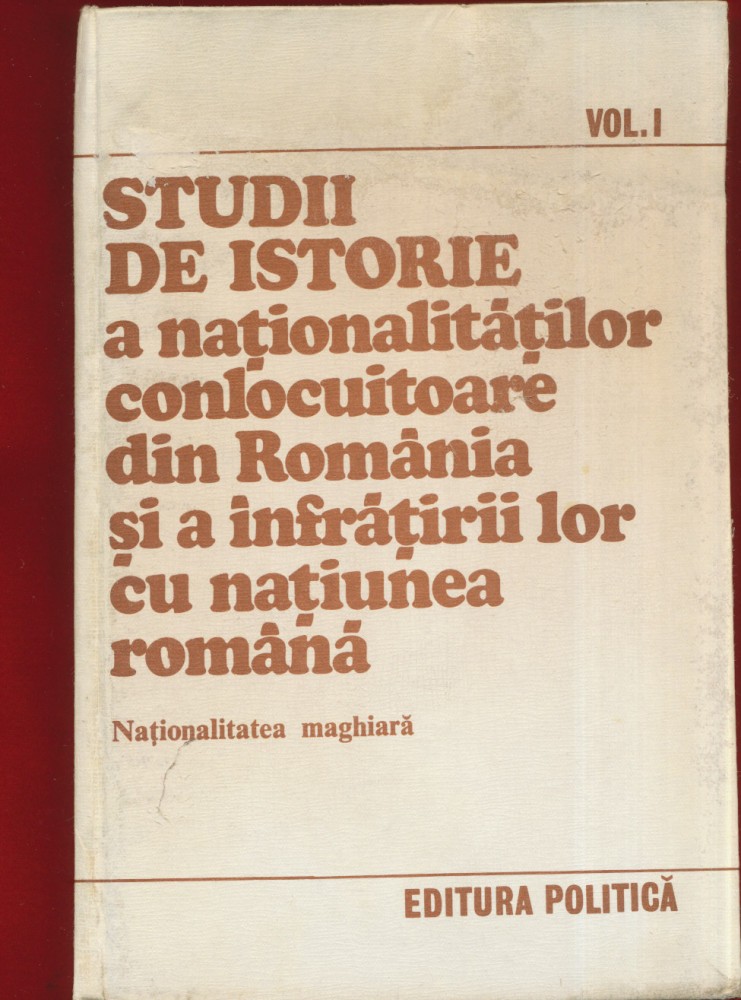 VOL. I
STUDII
DE ISTORIE
a naționalităților
conlocuitoare
din România
și a înfrățirii lor
cu națiunea
română
Naționalitatea maghiară
EDITURA POLITICĂ